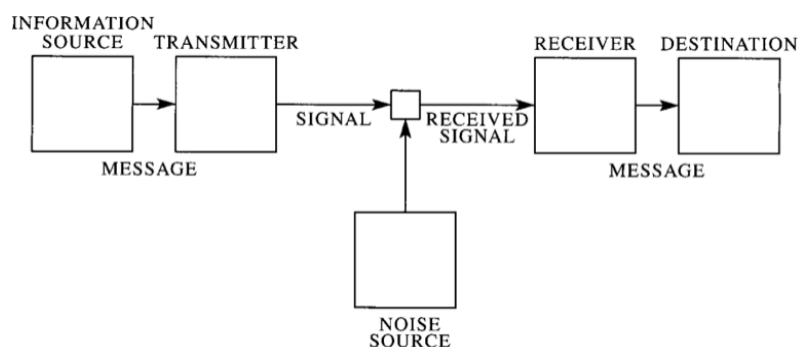 INFORMATION
SOURCE
TRANSMITTER
RECEIVER
DESTINATION
SIGNAL
RECEIVED
SIGNAL
MESSAGE
MESSAGE
NOISE
SOURCE